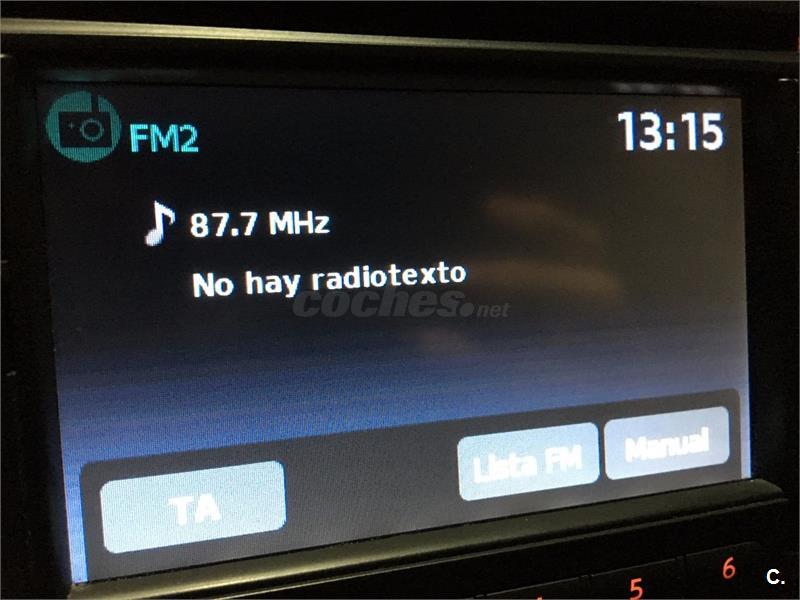 FM2
13:15
87.7 MHz
No hay radiotexto
coches.net
TA
Lista FM
Manual
5
6
C.